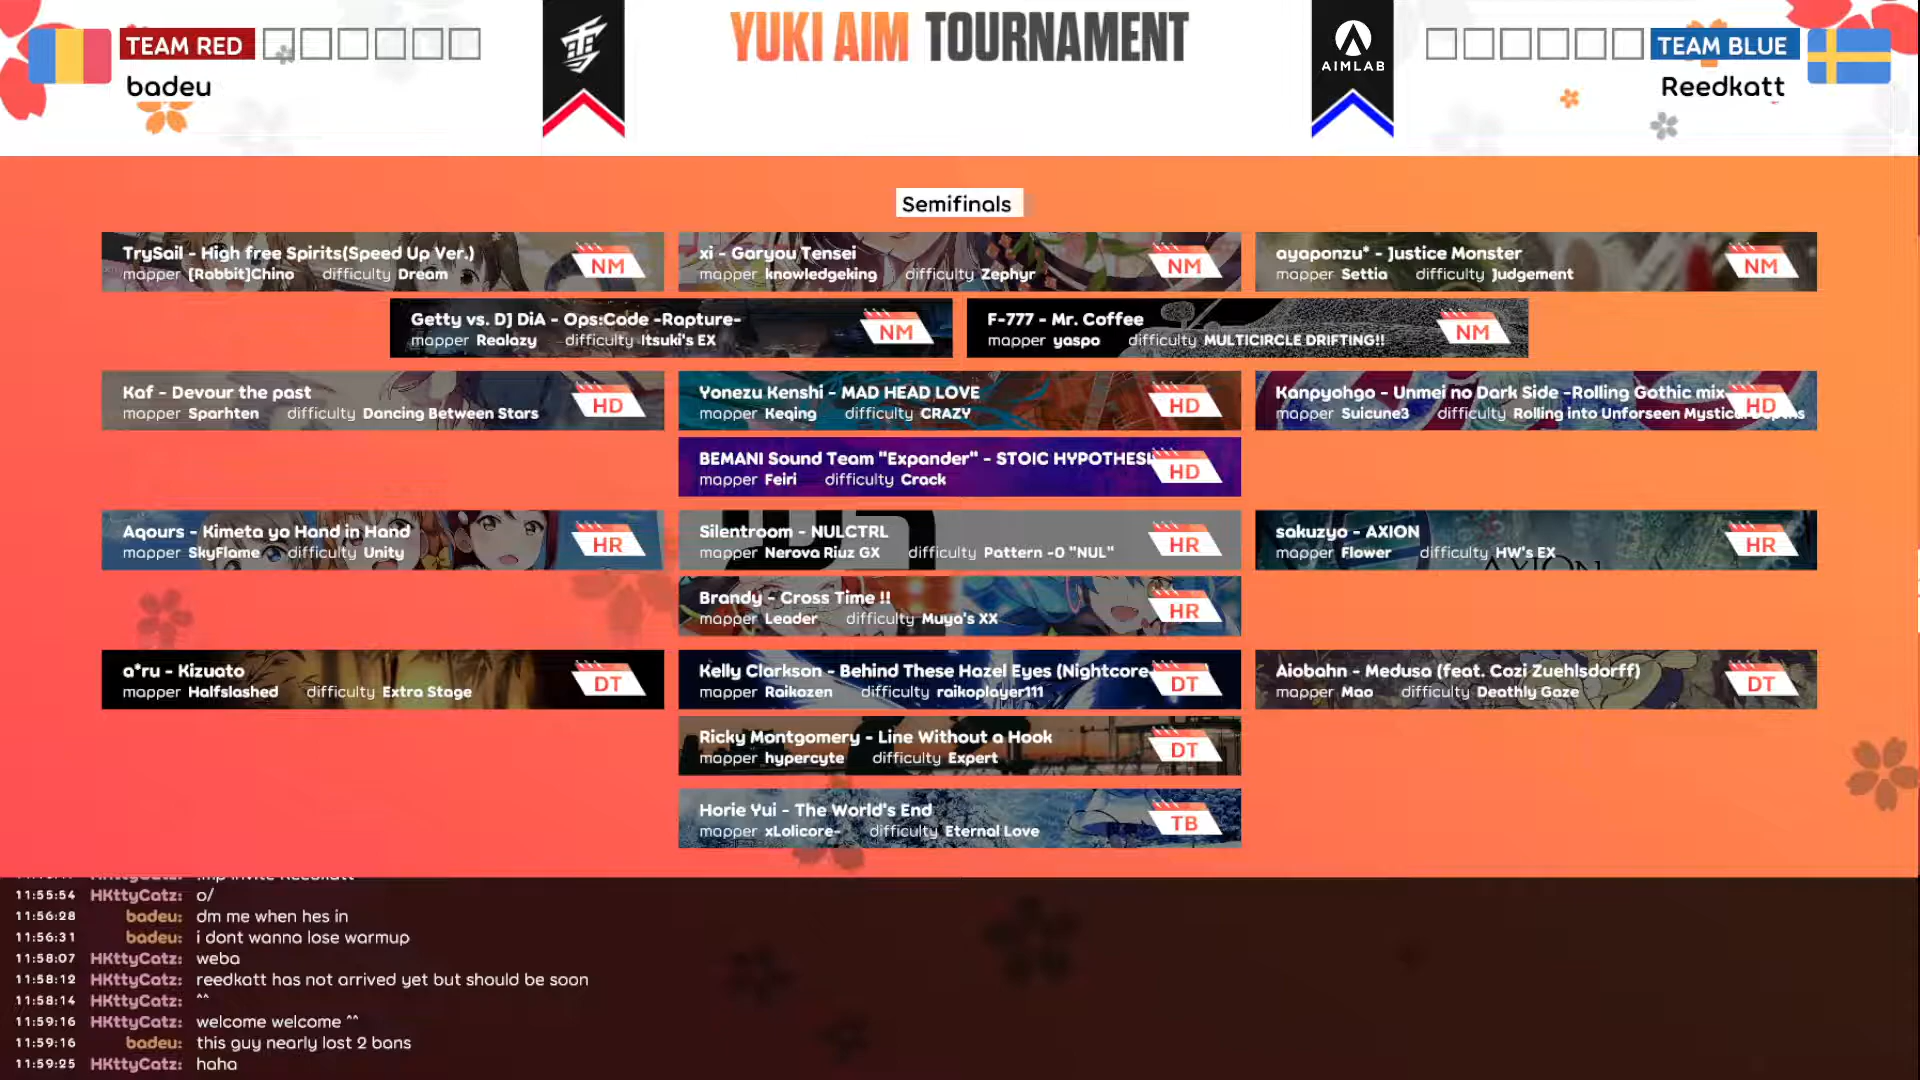 TEAM RED
badeu
YUKI AIM TOURNAMENT
AIMLAB
TEAM BLUE
Reedkatt
Semifinals
TrySail - High free Spirits(Speed Up Ver.)
mapper [Rabbit]Chino difficulty Dream
NM
xi - Garyou Tensei
mapper knowledgeking difficulty Zephyr
NM
ayaponzu* - Justice Monster
mapper Settia difficulty Judgement
NM
Getty vs. DJ DiA - Ops:Code -Rapture-
mapper Realazy difficulty Itsuki's EX
NM
F-777 - Mr. Coffee
mapper yaspo difficulty MULTICIRCLE DRIFTING!!
NM
Kaf - Devour the past
mapper Sparhten difficulty Dancing Between Stars
HD
Yonezu Kenshi - MAD HEAD LOVE
mapper Keqing difficulty CRAZY
HD
Kanpyohgo - Unmei no Dark Side -Rolling Gothic mix
mapper Suicune3 difficulty Rolling into Unforseen Mystical Depths
HD
BEMANI Sound Team "Expander" - STOIC HYPOTHESI
mapper Feiri difficulty Crack
HD
Aqours - Kimeta yo Hand in Hand
mapper SkyFlame difficulty Unity
HR
Silentroom - NULCTRL
mapper Nerova Riuz GX difficulty Pattern -0 "NUL"
HR
sakuzyo - AXION
mapper Flower difficulty HW's EX
AXION
HR
Brandy - Cross Time !!
mapper Leader difficulty Muya's XX
HR
a*ru - Kizuato
mapper Halfslashed difficulty Extra Stage
DT
Kelly Clarkson - Behind These Hazel Eyes (Nightcore
mapper Raikozen difficulty raikoplayer111
DT
Aiobahn - Medusa (feat. Cozi Zuehlsdorff)
mapper Mao difficulty Deathly Gaze
DT
Ricky Montgomery - Line Without a Hook
mapper hypercyte difficulty Expert
DT
Horie Yui - The World's End
mapper xLolicore- difficulty Eternal Love
TB
HKttyCatz: !mp invite Reedkatt
11:55:54 HKttyCatz: o/
11:56:28 badeu: dm me when hes in
11:56:31 badeu: i dont wanna lose warmup
11:58:07 HKttyCatz: weba
11:58:12 HKttyCatz: reedkatt has not arrived yet but should be soon
11:58:14 HKttyCatz: ^^
11:59:16 HKttyCatz: welcome welcome ^^
11:59:16 badeu: this guy nearly lost 2 bans
11:59:25 HKttyCatz: haha